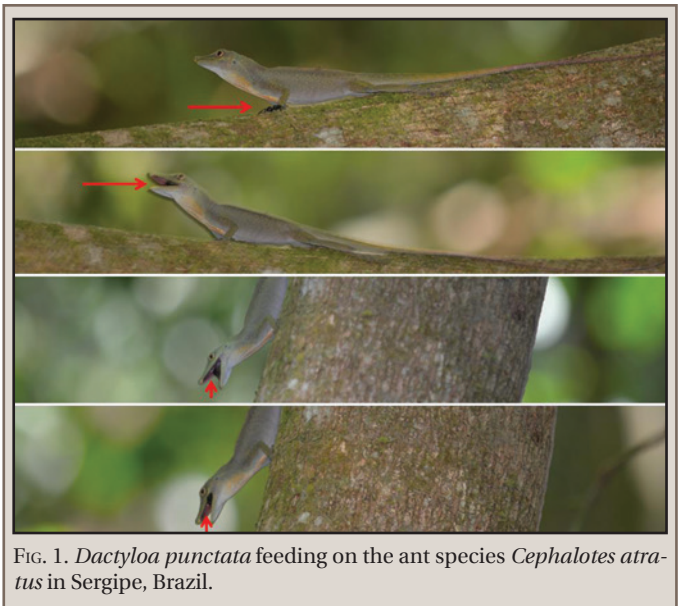 FIG. 1. Dactyloa punctata feeding on the ant species Cephalotes atra-
tus in Sergipe, Brazil.